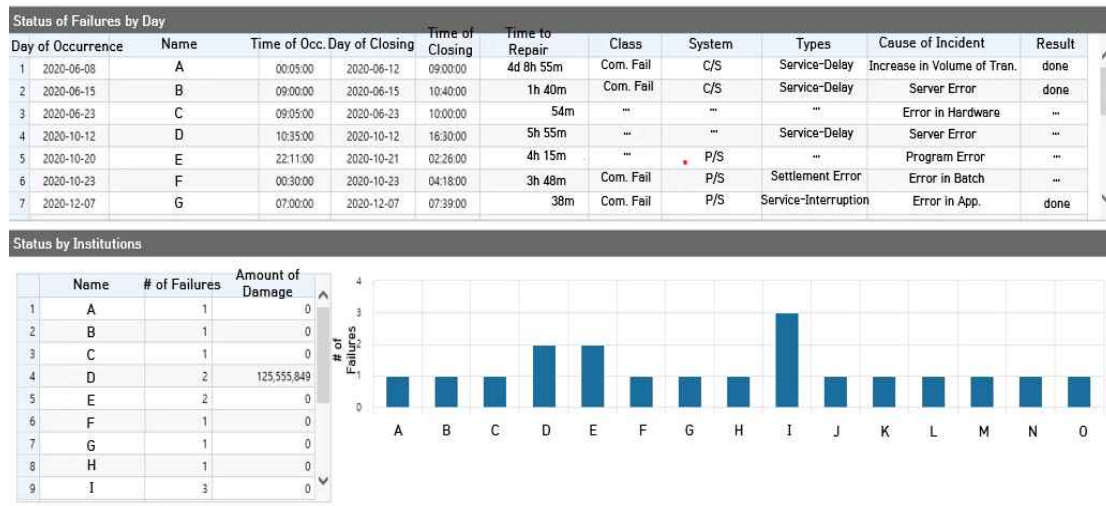 Status of Failures by Day
Day of Occurrence Name Time of Occ. Day of Closing Time of Closing Time to Repair Class System Types Cause of Incident Result
1 2020-06-08 A 00:05:00 2020-06-12 09:00:00 4d 8h 55m Com. Fail C/S Service-Delay Increase in Volume of Tran. done
2 2020-06-15 B 09:00:00 2020-06-15 10:40:00 1h 40m Com. Fail C/S Service-Delay Server Error done
3 2020-06-23 C 09:05:00 2020-06-23 10:00:00 54m ... ... ... Error in Hardware ...
4 2020-10-12 D 10:35:00 2020-10-12 16:30:00 5h 55m ... ... Service-Delay Server Error ...
5 2020-10-20 E 22:11:00 2020-10-21 02:26:00 4h 15m ... P/S ... Program Error ...
6 2020-10-23 F 00:30:00 2020-10-23 04:18:00 3h 48m Com. Fail P/S Settlement Error Error in Batch ...
7 2020-12-07 G 07:00:00 2020-12-07 07:39:00 38m Com. Fail P/S Service-Interruption Error in App. done
Status by Institutions
Name # of Failures Amount of Damage
1 A 1 0
2 B 1 0
3 C 1 0
4 D 2 125,555,849
5 E 2 0
6 F 1 0
7 G 1 0
8 H 1 0
9 I 3 0
# of Failures
4
3
2
1
0
A B C D E F G H I J K L M N O